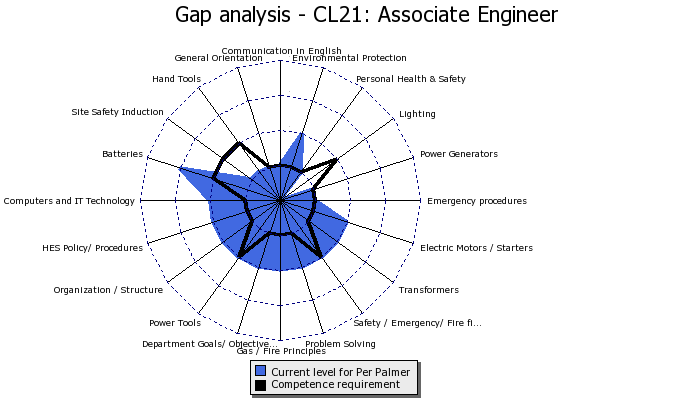 Gap analysis - CL21: Associate Engineer
Communication in English
General Orientation
Environmental Protection
Hand Tools
Personal Health & Safety
Site Safety Induction
Lighting
Batteries
Power Generators
Computers and IT Technology
Emergency procedures
HES Policy/ Procedures
Electric Motors / Starters
Organization / Structure
Transformers
Power Tools
Safety / Emergency/ Fire fi...
Department Goals/ Objective...
Problem Solving
Gas / Fire Principles
Current level for Per Palmer
Competence requirement